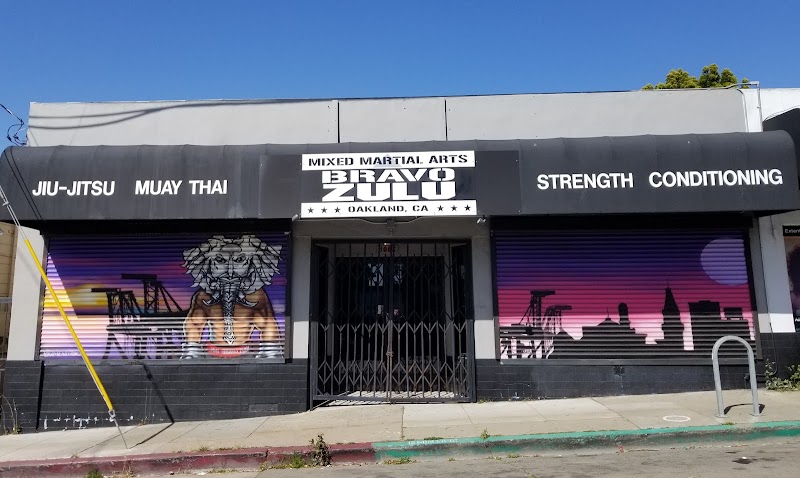 MIXED MARTIAL ARTS
BRAVO
ZULU
★ ★ ★ OAKLAND, CA ★ ★ ★
JIU-JITSU MUAY THAI
STRENGTH CONDITIONING